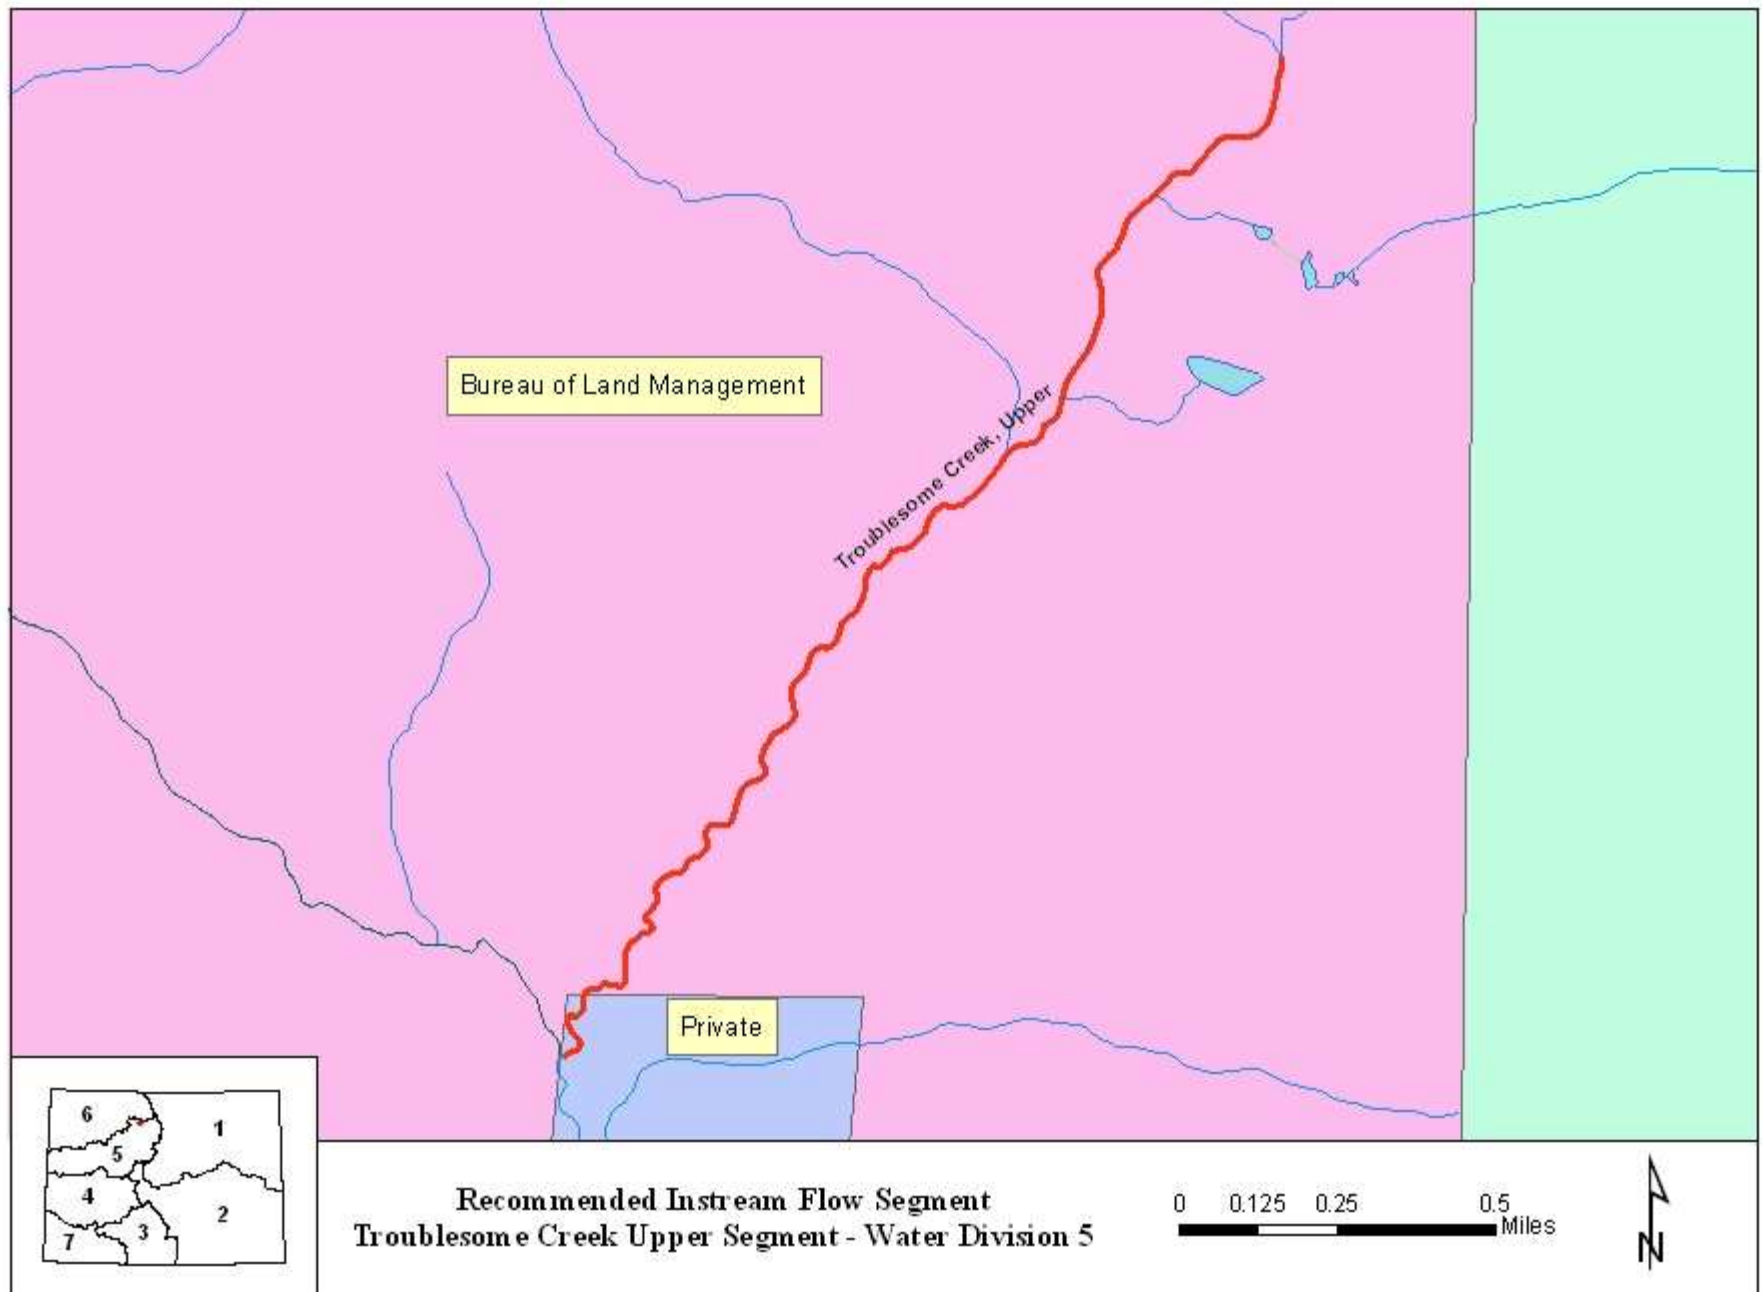 Bureau of Land Management
Troublesome Creek, Upper
Private
6
1
5
4
2
3
7
Recommended Instream Flow Segment
Troublesome Creek Upper Segment - Water Division 5
0 0.125 0.25 0.5
Miles
N